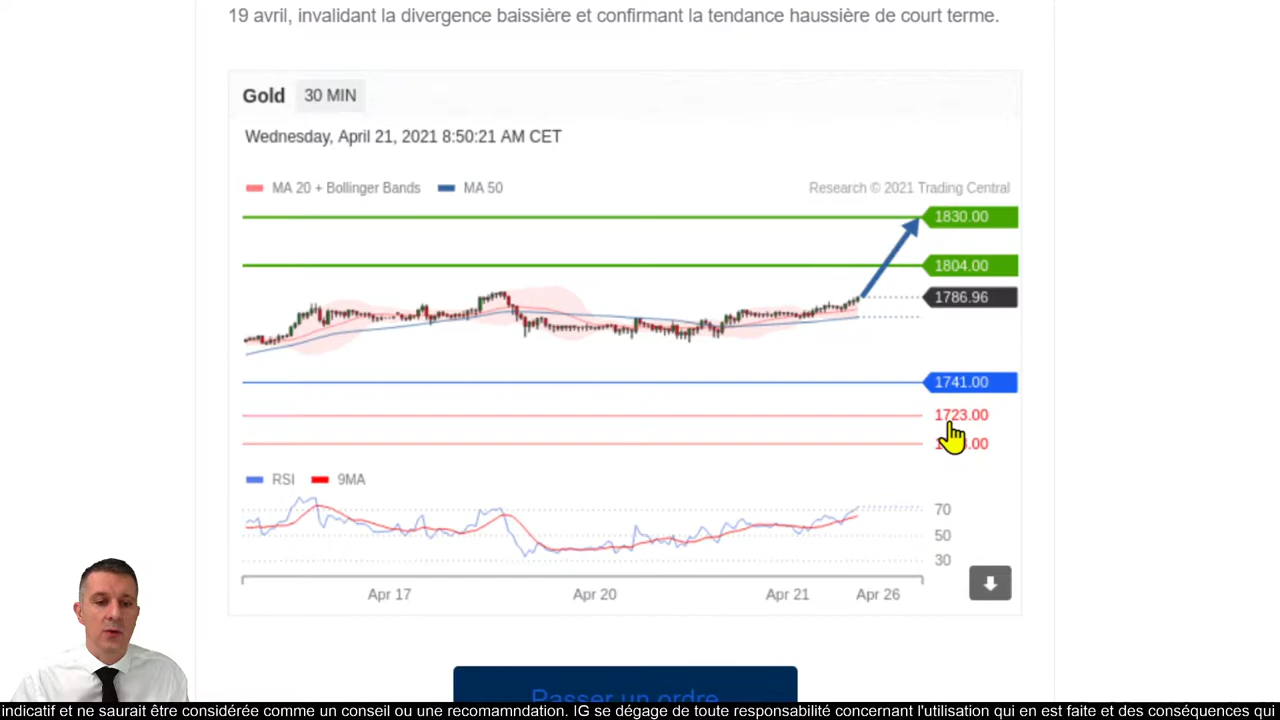 19 avril, invalidant la divergence baissière et confirmant la tendance haussière de court terme.
Gold 30 MIN
Wednesday, April 21, 2021 8:50:21 AM CET
MA 20 + Bollinger Bands MA 50 Research © 2021 Trading Central
1830.00
1804.00
1786.96
1741.00
1723.00
.00
RSI 9MA
70
50
30
Apr 17 Apr 20 Apr 21 Apr 26
Passer un ordre
indicatif et ne saurait être considérée comme un conseil ou une recomamndation. IG se dégage de toute responsabilité concernant l'utilisation qui en est faite et des conséquences qui